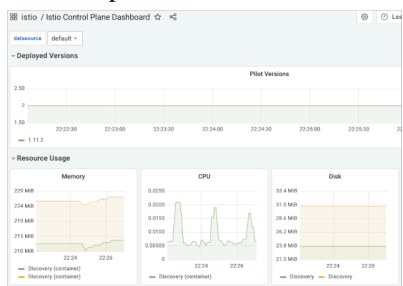 istio / Istio Control Plane Dashboard
Las
datasource default
Deployed Versions
Pilot Versions
2.50
2
1.50
22:22:30 22:23:00 22:23:30 22:24:00 22:24:30 22:25:00 22:25:30 22
1.11.2
Resource Usage
Memory CPU Disk
229 MiB 0.0250 33.4 MiB
224 MiB 0.0200 31.0 MiB
0.0150 28.6 MiB
219 MiB 0.0100 26.2 MiB
215 MiB 0.00500 23.8 MiB
210 MiB 0 21.5 MiB
22:24 22:26 22:24 22:26 22:24 22:26
Discovery (container) Discovery (container) Discovery Discovery
Discovery (container)